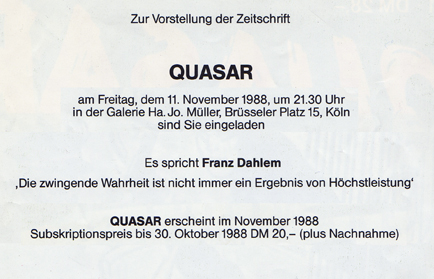 Zur Vorstellung der Zeitschrift
QUASAR
am Freitag, dem 11. November 1988, um 21.30 Uhr
in der Galerie Ha. Jo. Müller, Brüsseler Platz 15, Köln
sind Sie eingeladen
Es spricht Franz Dahlem
‚Die zwingende Wahrheit ist nicht immer ein Ergebnis von Höchstleistung‘
QUASAR erscheint im November 1988
Subskriptionspreis bis 30. Oktober 1988 DM 20,– (plus Nachnahme)